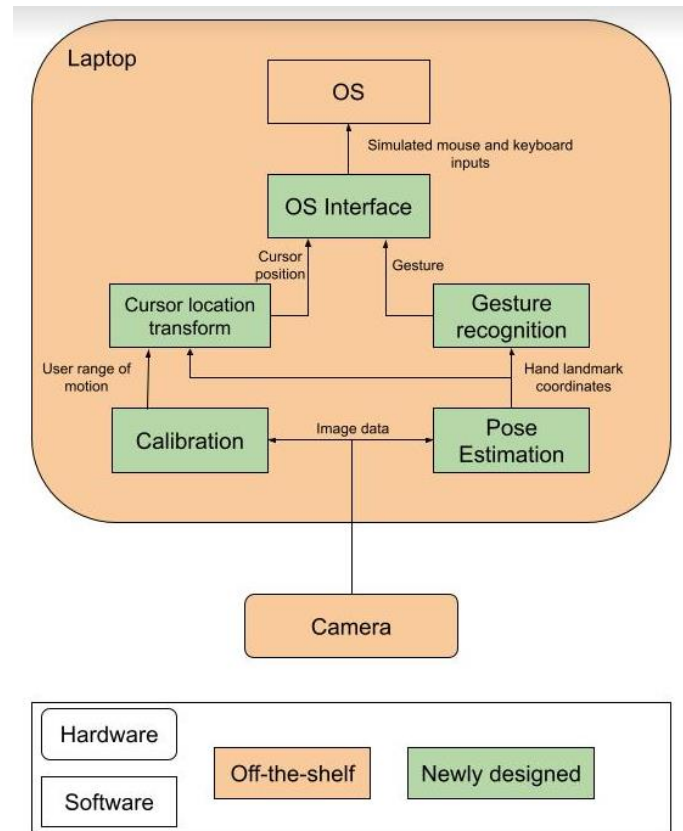 Laptop
OS
Simulated mouse and keyboard
inputs
OS Interface
Cursor
position
Gesture
Cursor location
transform
Gesture
recognition
User range of
motion
Hand landmark
coordinates
Calibration
Image data
Pose
Estimation
Camera
Hardware
Software
Off-the-shelf
Newly designed